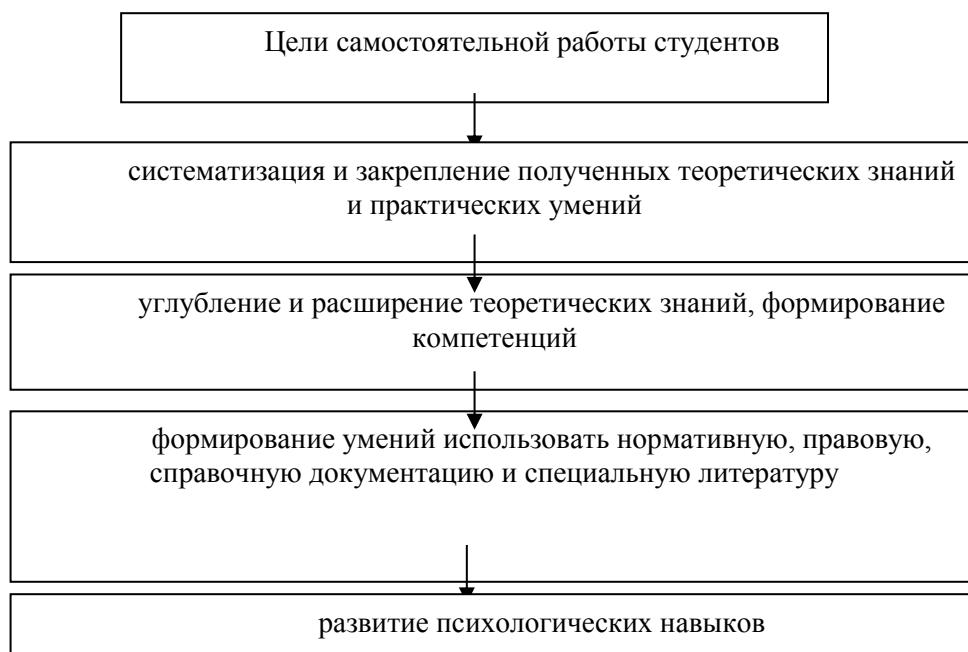 Цели самостоятельной работы студентов
систематизация и закрепление полученных теоретических знаний
и практических умений
углубление и расширение теоретических знаний, формирование
компетенций
формирование умений использовать нормативную, правовую,
справочную документацию и специальную литературу
развитие психологических навыков